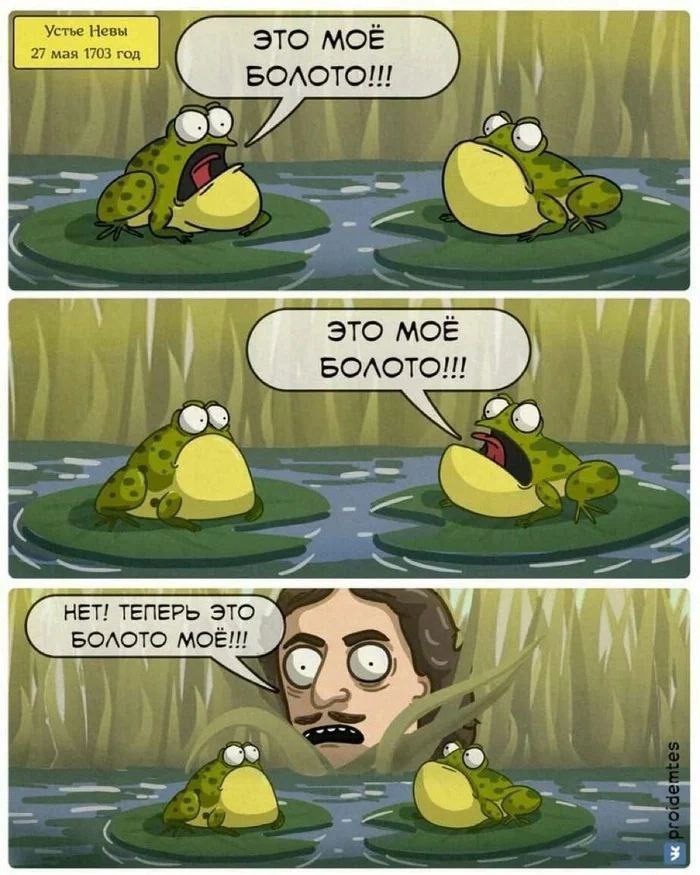 Устье Невы
27 мая 1703 год
ЭТО МОЁ
БОЛОТО!!!
ЭТО МОЁ
БОЛОТО!!!
НЕТ! ТЕПЕРЬ ЭТО
БОЛОТО МОЁ!!!
proidemtes